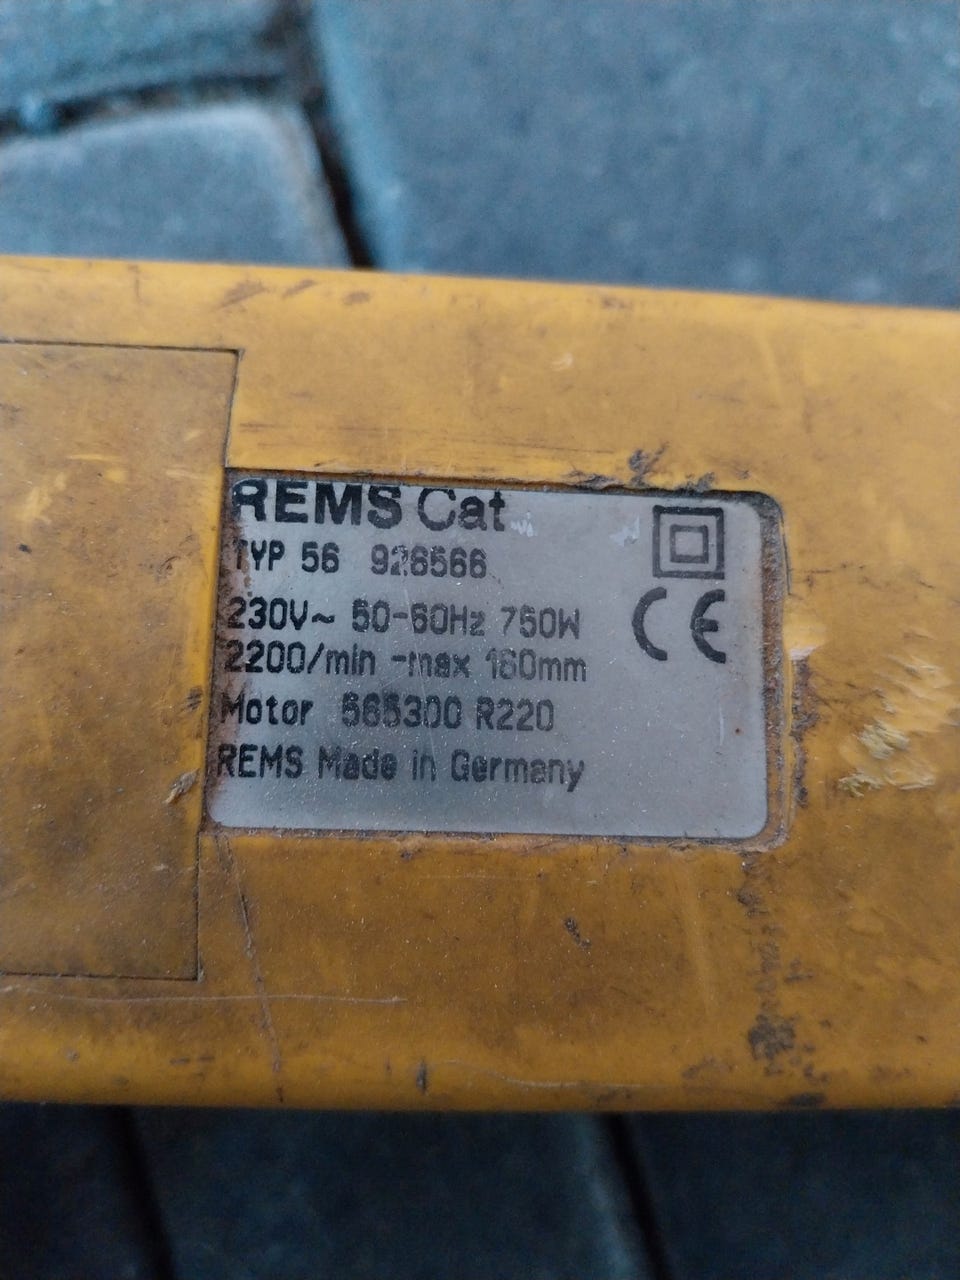 REMS Cat
TYP 56 926566
230V~ 50-60Hz 750W
2200/min -max 160mm
Motor 565300 R220
REMS Made in Germany
CE